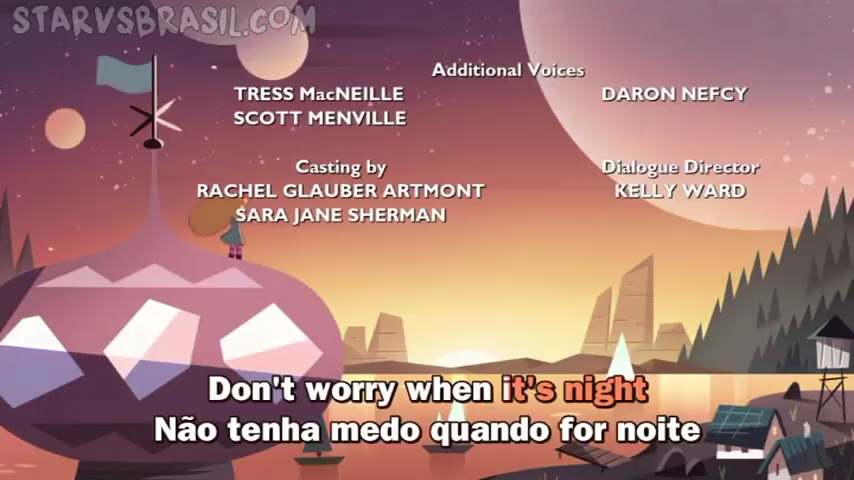 STARVSBRASIL.COM
Additional Voices
TRESS MacNEILLE
SCOTT MENVILLE
DARON NEFCY
Casting by
RACHEL GLAUBER ARTMONT
SARA JANE SHERMAN
Dialogue Director
KELLY WARD
Don't worry when it's night
Não tenha medo quando for noite